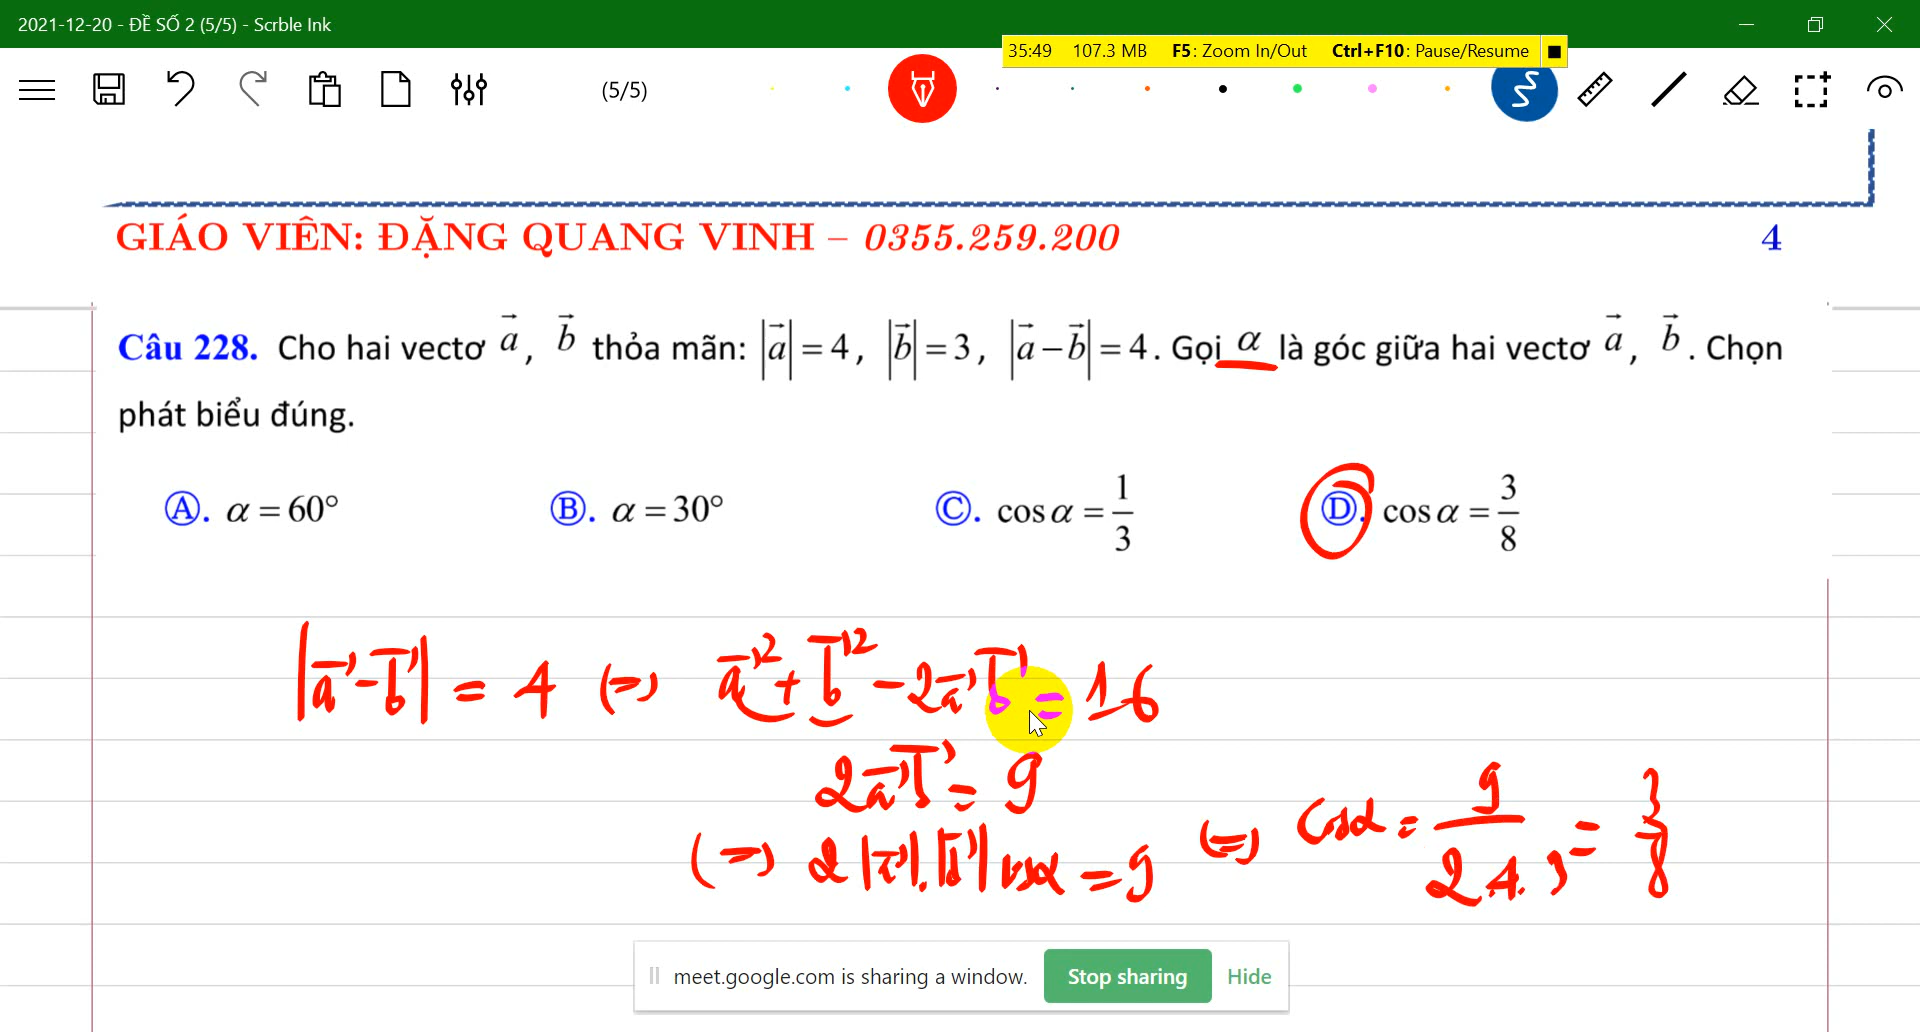 2021-12-20 - ĐỀ SỐ 2 (5/5) - Scrble Ink
35:49 107.3 MB F5: Zoom In/Out Ctrl+F10: Pause/Resume
(5/5)
GIÁO VIÊN: ĐẶNG QUANG VINH – 0355.259.200 4
Câu 228. Cho hai vectơ a⃗, b⃗ thỏa mãn: |a⃗| = 4, |b⃗| = 3, |a⃗ − b⃗| = 4. Gọi α là góc giữa hai vectơ a⃗, b⃗. Chọn
phát biểu đúng.
Ⓐ. α = 60° Ⓑ. α = 30° Ⓒ. cos α = 1/3 Ⓓ. cos α = 3/8
|a⃗ − b⃗| = 4 (=) a⃗² + b⃗² − 2a⃗b⃗ = 16
2a⃗b⃗ = 9
(=) 2|a⃗|.|b⃗| cosα = 9 (=) Cosα = 9/(2.4.3) = 3/8
meet.google.com is sharing a window. Stop sharing Hide